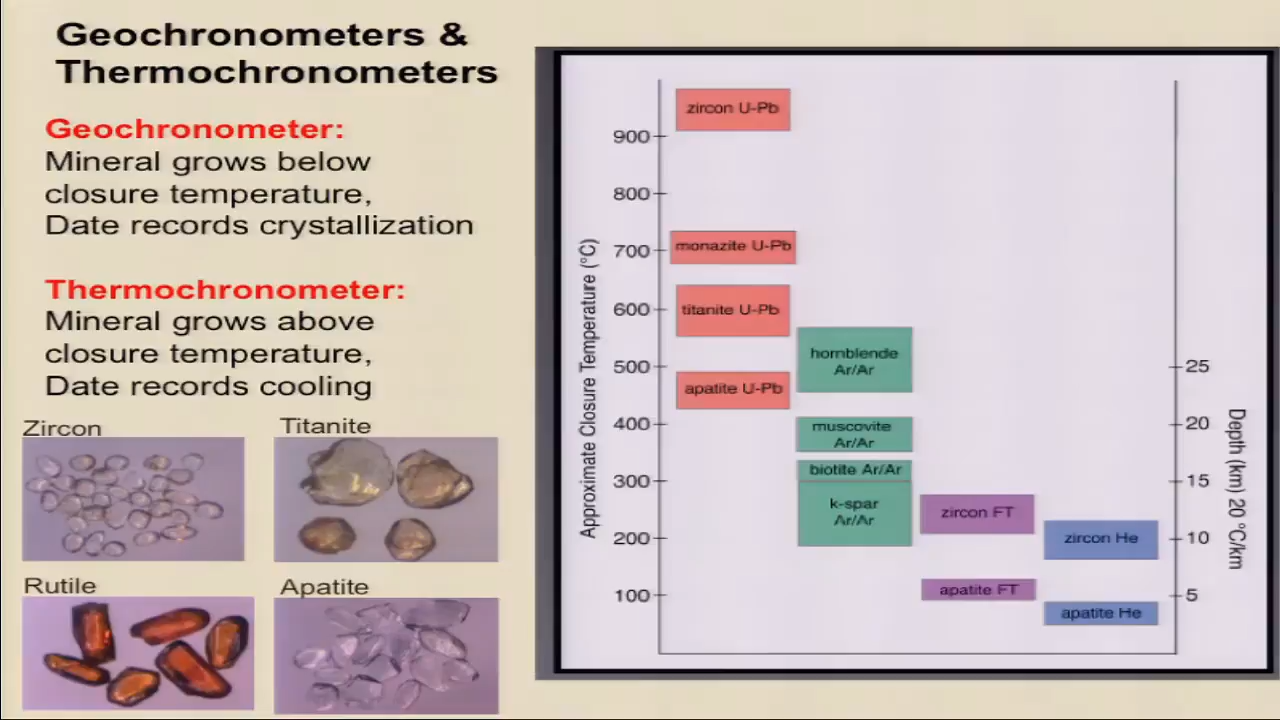 Geochronometers &
Thermochronometers
Geochronometer:
Mineral grows below
closure temperature,
Date records crystallization
Thermochronometer:
Mineral grows above
closure temperature,
Date records cooling
Zircon
Titanite
Rutile
Apatite
Approximate Closure Temperature (°C)
900
800
700
600
500
400
300
200
100
zircon U-Pb
monazite U-Pb
titanite U-Pb
apatite U-Pb
hornblende
Ar/Ar
muscovite
Ar/Ar
biotite Ar/Ar
k-spar
Ar/Ar
zircon FT
apatite FT
zircon He
apatite He
25
20
15
10
5
Depth (km) 20 °C/km